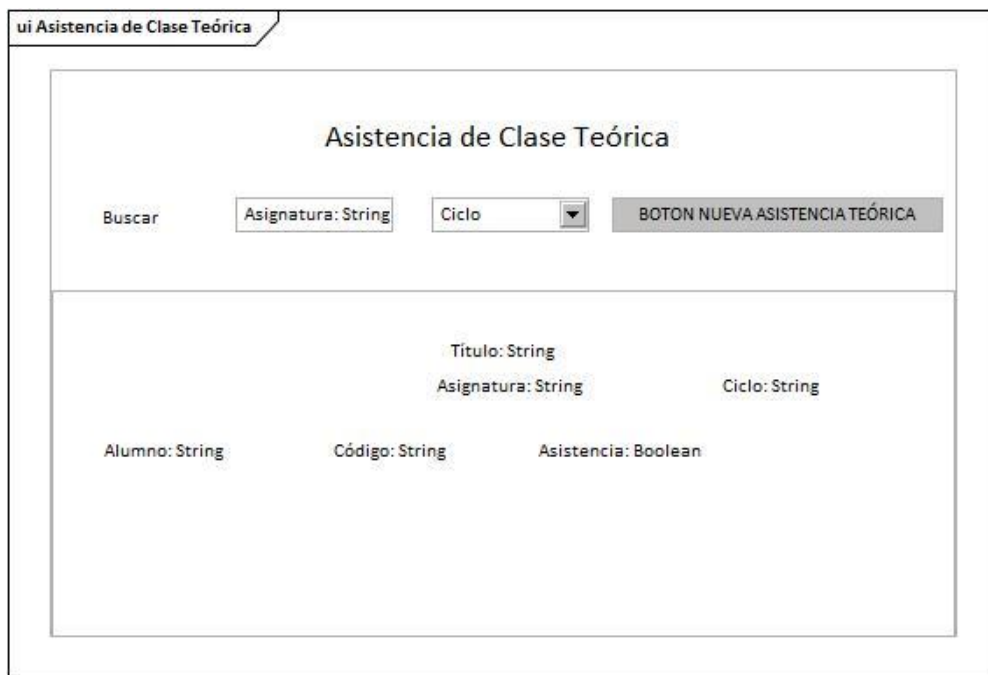 ui Asistencia de Clase Teórica
Asistencia de Clase Teórica
Buscar Asignatura: String Ciclo BOTON NUEVA ASISTENCIA TEÓRICA
Título: String
Asignatura: String Ciclo: String
Alumno: String Código: String Asistencia: Boolean